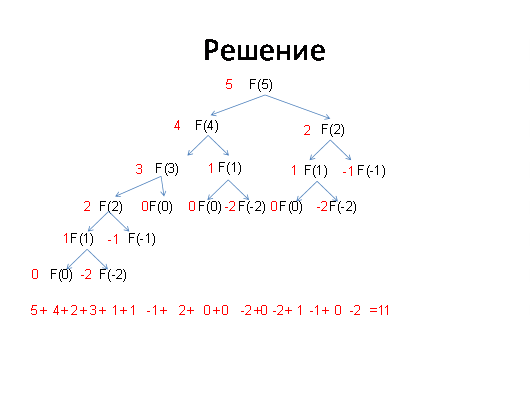 Решение
5 F(5)
4 F(4) 2 F(2)
3 F(3) 1 F(1) 1 F(1) -1 F(-1)
2 F(2) 0F(0) 0 F(0) -2 F(-2) 0F(0) -2F(-2)
1F(1) -1 F(-1)
0 F(0) -2 F(-2)
5+ 4+2+3+ 1+1 -1+ 2+ 0+0 -2+0 -2+ 1 -1+ 0 -2 =11